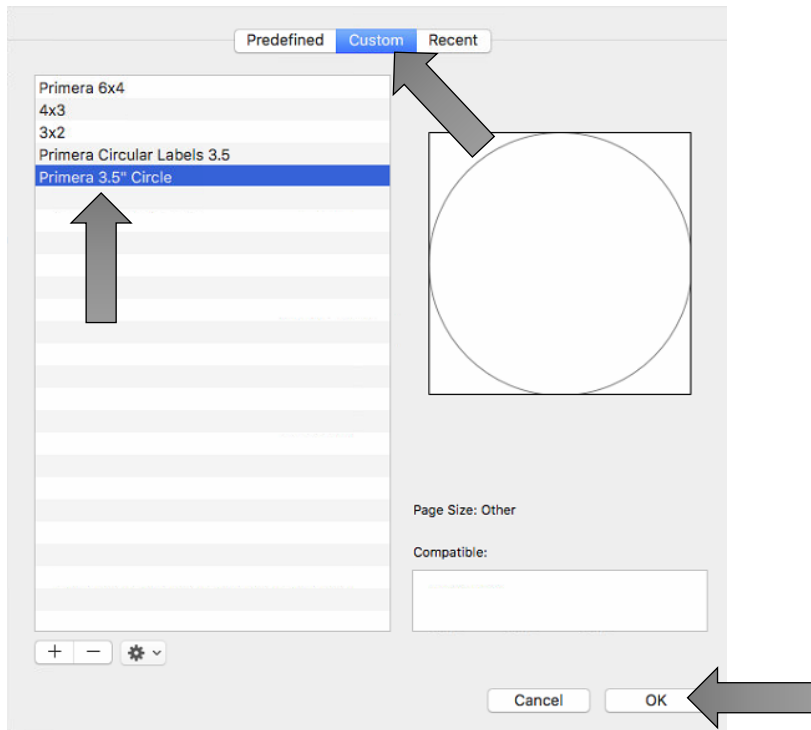 Predefined Custom Recent
Primera 6x4
4x3
3x2
Primera Circular Labels 3.5
Primera 3.5" Circle
Page Size: Other
Compatible:
Cancel OK